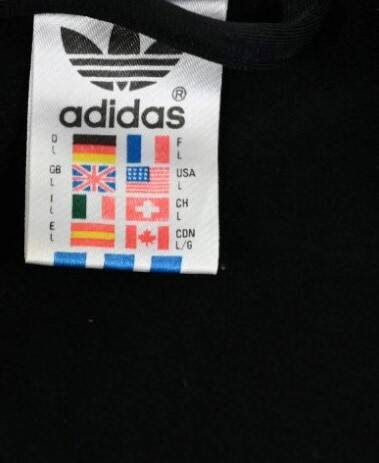 ®
adidas
D L F L
GB L USA L
I L CH L
E L CDN L/G